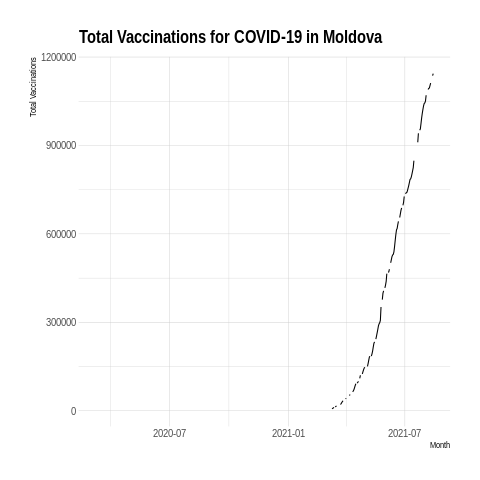 Total Vaccinations for COVID-19 in Moldova
Total Vaccinations
1200000
900000
600000
300000
0
2020-07 2021-01 2021-07
Month